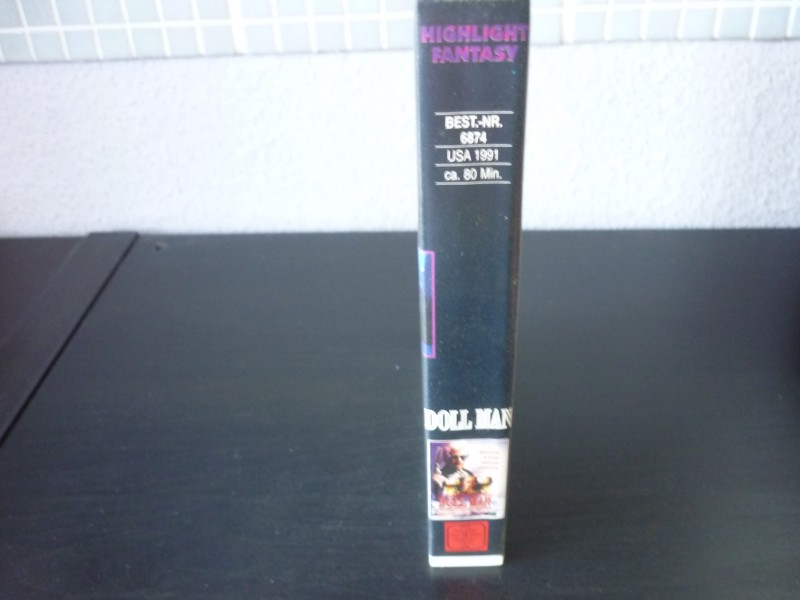 HIGHLIGHT
FANTASY
BEST.-NR.
6874
USA 1991
ca. 80 Min.
DOLL MAN